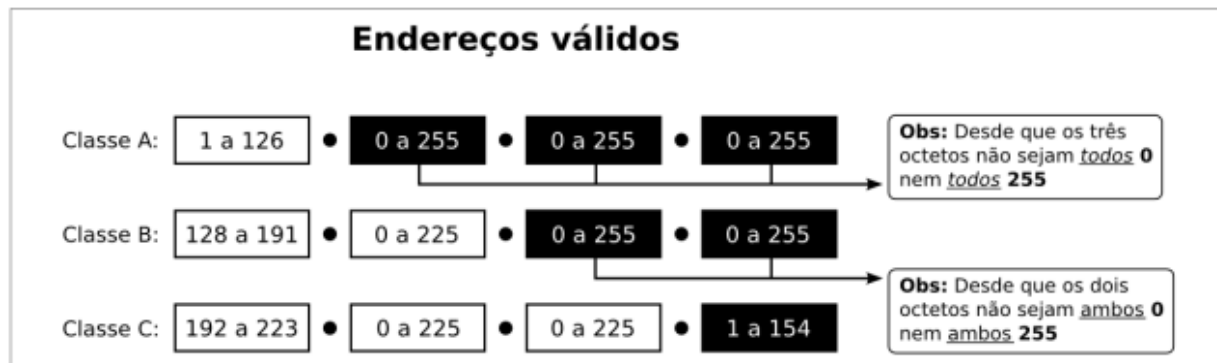 Endereços válidos
Classe A: 1 a 126 • 0 a 255 • 0 a 255 • 0 a 255
Obs: Desde que os três
octetos não sejam todos 0
nem todos 255
Classe B: 128 a 191 • 0 a 225 • 0 a 255 • 0 a 255
Obs: Desde que os dois
octetos não sejam ambos 0
nem ambos 255
Classe C: 192 a 223 • 0 a 225 • 0 a 225 • 1 a 154